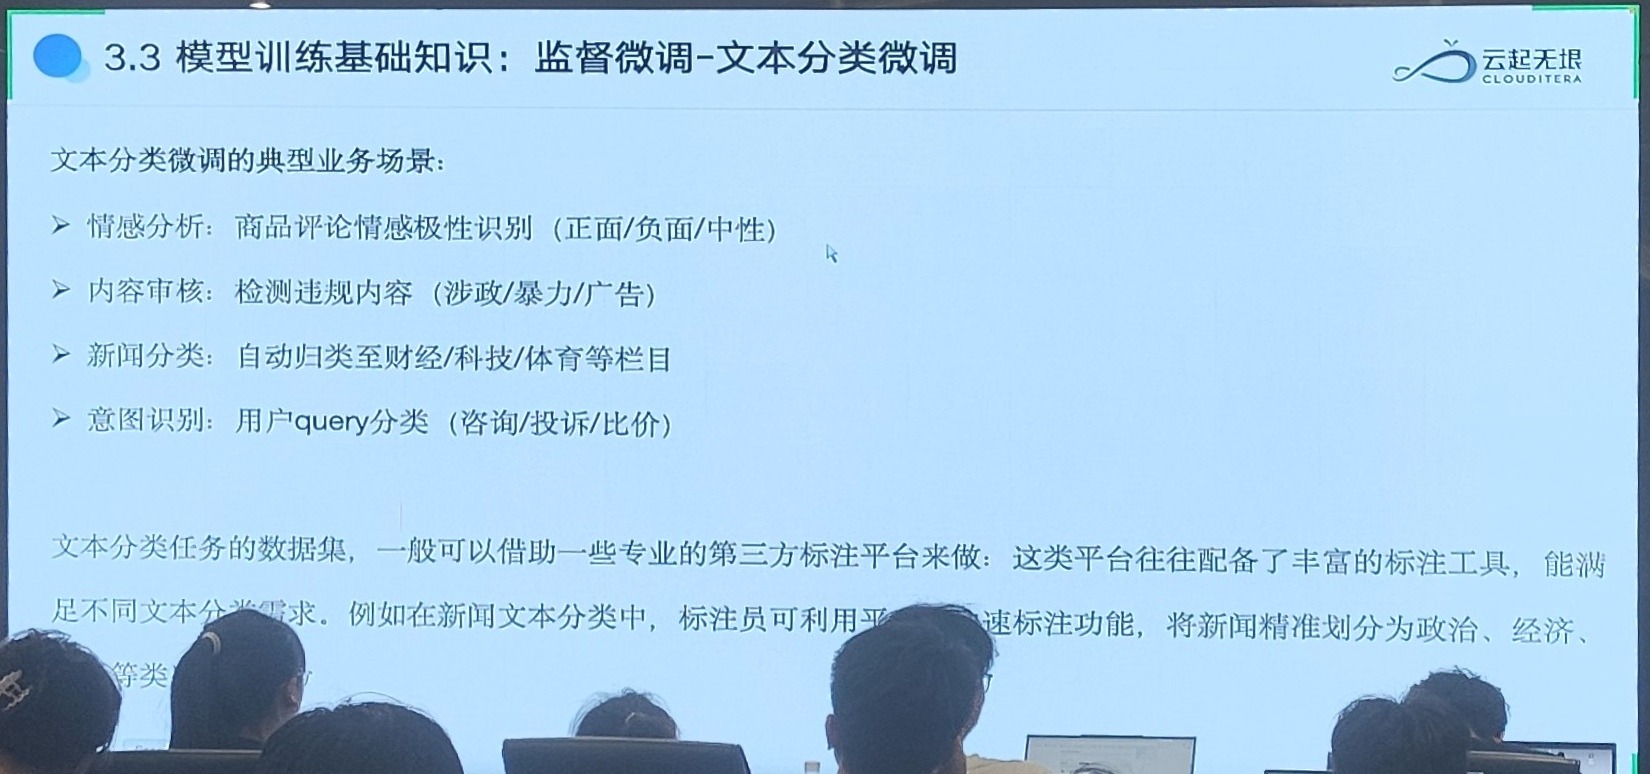 3.3 模型训练基础知识：监督微调-文本分类微调
云起无垠
CLOUDITERA
文本分类微调的典型业务场景：
➢ 情感分析：商品评论情感极性识别（正面/负面/中性）
➢ 内容审核：检测违规内容（涉政/暴力/广告）
➢ 新闻分类：自动归类至财经/科技/体育等栏目
➢ 意图识别：用户query分类（咨询/投诉/比价）
文本分类任务的数据集，一般可以借助一些专业的第三方标注平台来做：这类平台往往配备了丰富的标注工具，能满
足不同文本分类需求。例如在新闻文本分类中，标注员可利用平 速标注功能，将新闻精准划分为政治、经济、
等类